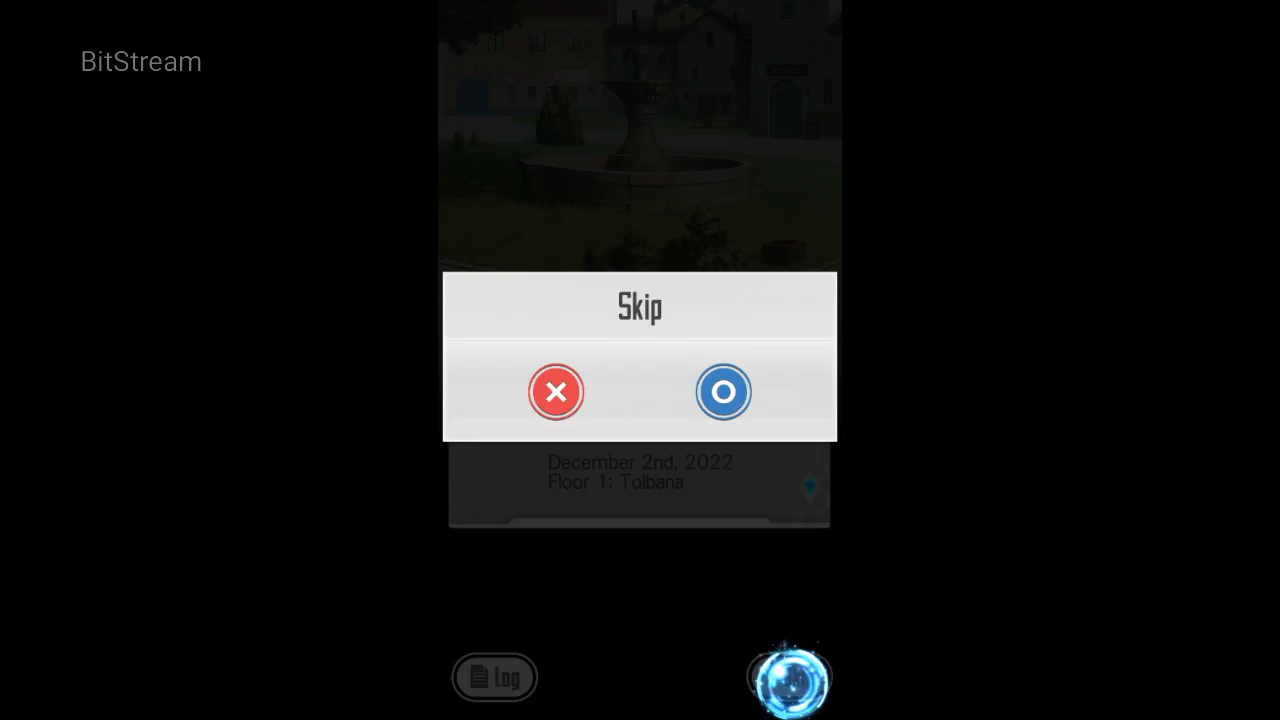 BitStream
Skip
December 2nd, 2022
Floor 1: Tolbana
log